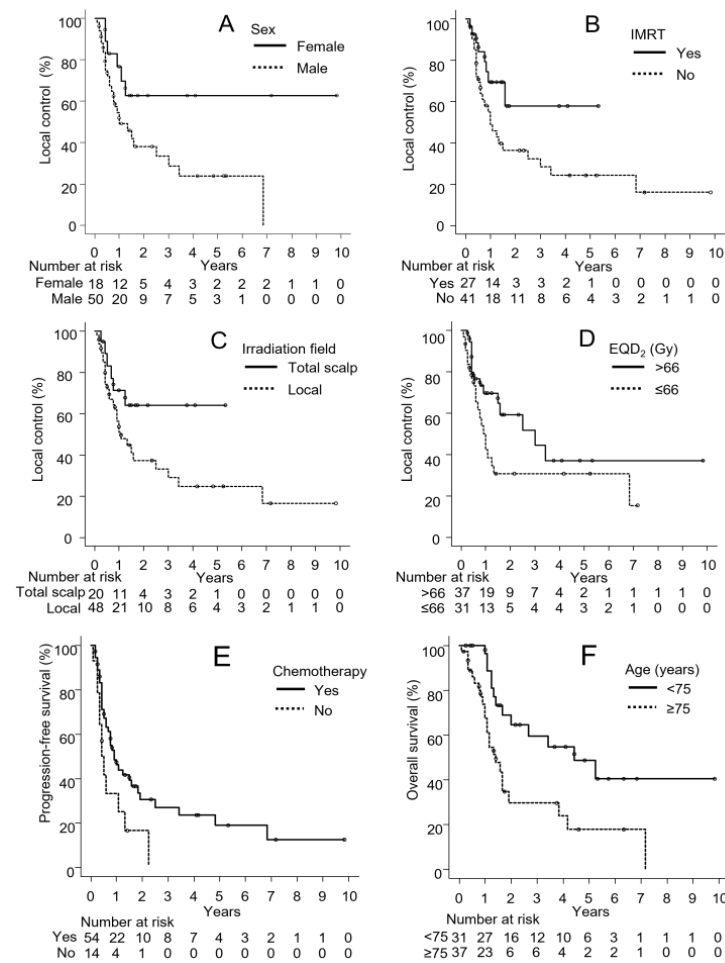 A
Sex
Female
Male
Local control (%)
100
80
60
40
20
0
0 1 2 3 4 5 6 7 8 9 10
Number at risk
Years
Female 18 12 5 4 3 2 2 2 1 1 0
Male 50 20 9 7 5 3 1 0 0 0 0
B
IMRT
Yes
No
Local control (%)
100
80
60
40
20
0
0 1 2 3 4 5 6 7 8 9 10
Number at risk
Years
Yes 27 14 3 3 2 1 0 0 0 0 0
No 41 18 11 8 6 4 3 2 1 1 0
C
Irradiation field
Total scalp
Local
Local control (%)
100
80
60
40
20
0
0 1 2 3 4 5 6 7 8 9 10
Number at risk
Years
Total scalp 20 11 4 3 2 1 0 0 0 0 0
Local 48 21 10 8 6 4 3 2 1 1 0
D
EQD2 (Gy)
>66
≤66
Local control (%)
100
80
60
40
20
0
0 1 2 3 4 5 6 7 8 9 10
Number at risk
Years
>66 37 19 9 7 4 2 1 1 1 1 0
≤66 31 13 5 4 4 3 2 1 0 0 0
E
Chemotherapy
Yes
No
Progression-free survival (%)
100
80
60
40
20
0
0 1 2 3 4 5 6 7 8 9 10
Years
Number at risk
Yes 54 22 10 8 7 4 3 2 1 1 0
No 14 4 1 0 0 0 0 0 0 0 0
F
Age (years)
<75
≥75
Overall survival (%)
100
80
60
40
20
0
0 1 2 3 4 5 6 7 8 9 10
Years
Number at risk
<75 31 27 16 12 10 6 3 1 1 1 0
≥75 37 23 6 6 4 2 2 1 0 0 0